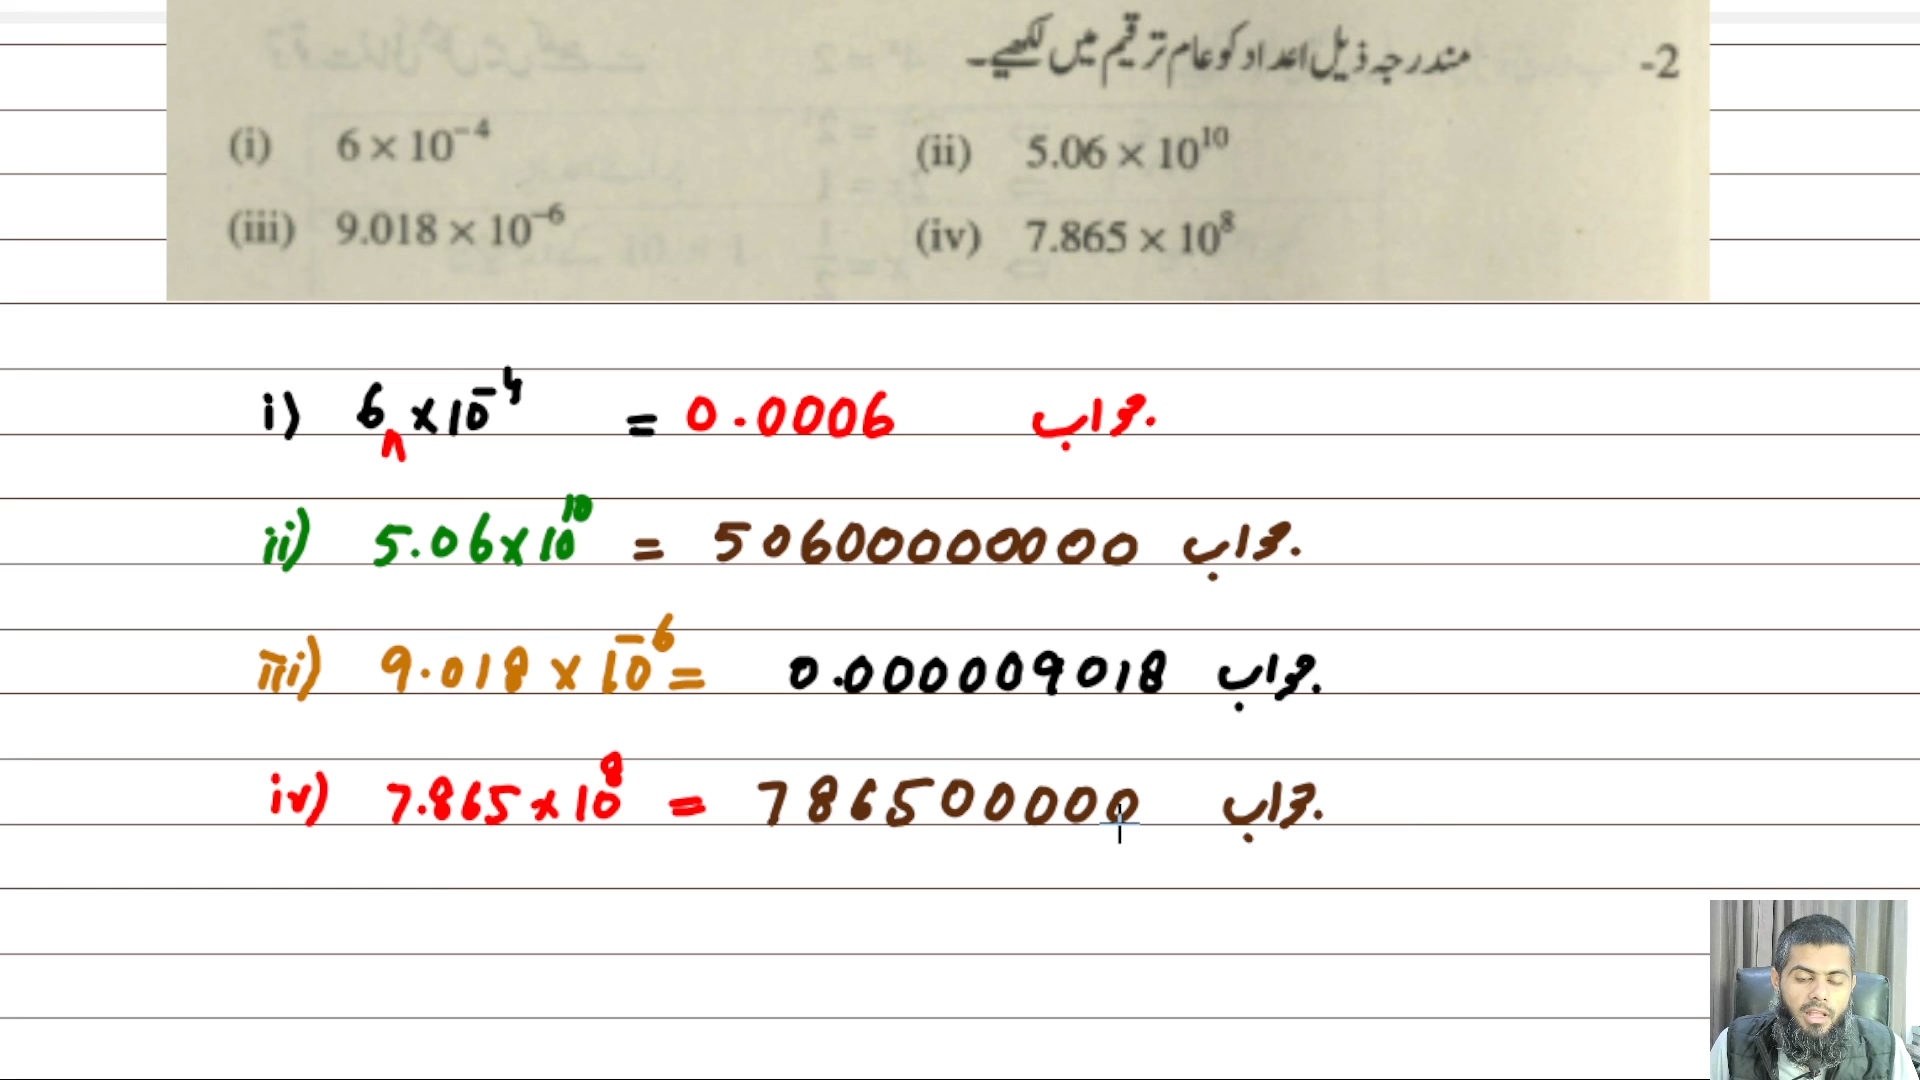 -2 مندرجہ ذیل اعداد کو عام ترقیم میں لکھیے۔
(i) 6 × 10⁻⁴ (ii) 5.06 × 10¹⁰
(iii) 9.018 × 10⁻⁶ (iv) 7.865 × 10⁸
i) 6 × 10⁻⁴ = 0.0006 جواب
ii) 5.06 × 10¹⁰ = 50600000000 جواب
iii) 9.018 × 10⁻⁶ = 0.000009018 جواب
iv) 7.865 × 10⁸ = 786500000 جواب